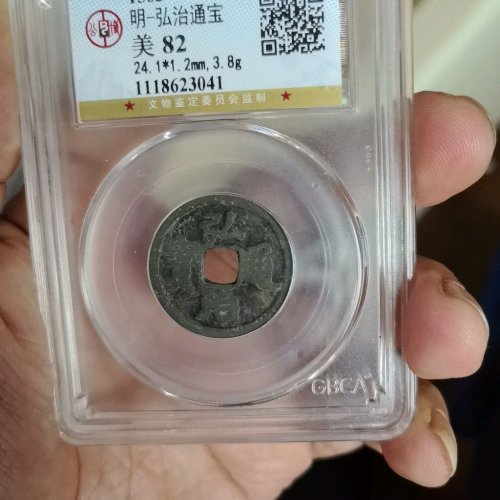 明-弘治通宝
美 82
24.1*1.2mm, 3.8g
1118623041
★ 文物鉴定委员会监制 ★
弘
治
GBCA